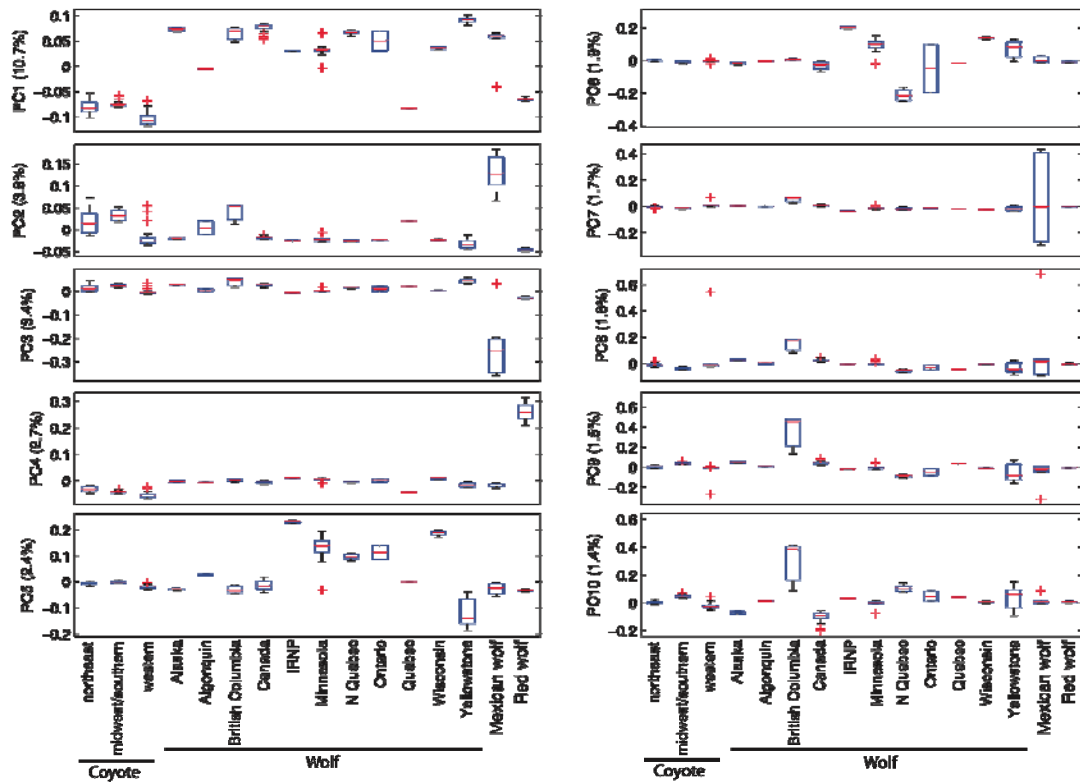 PC1 (10.7%)
0.1
0.05
0
−0.05
−0.1
PC2 (3.8%)
0.15
0.1
0.05
0
−0.05
PC3 (3.4%)
0
−0.1
−0.2
−0.3
PC4 (2.7%)
0.3
0.2
0.1
0
PC5 (2.4%)
0.2
0.1
0
−0.1
−0.2
northeast
midwest/southern
western
Alaska
Algonquin
British Columbia
Canada
IRNP
Minnesota
N Quebec
Ontario
Quebec
Wisconsin
Yellowstone
Mexican wolf
Red wolf
Coyote
Wolf
PC6 (1.9%)
0.2
0
−0.2
−0.4
PC7 (1.7%)
0.4
0.2
0
−0.2
0.6
0.4
0.2
0
PC9 (1.5%)
0.6
0.4
0.2
0
−0.2
PC10 (1.4%)
0.6
0.4
0.2
0
−0.2
northeast
midwest/southern
western
Alaska
Algonquin
British Columbia
Canada
IRNP
Minnesota
N Quebec
Ontario
Quebec
Wisconsin
Yellowstone
Mexican wolf
Red wolf
Coyote
Wolf